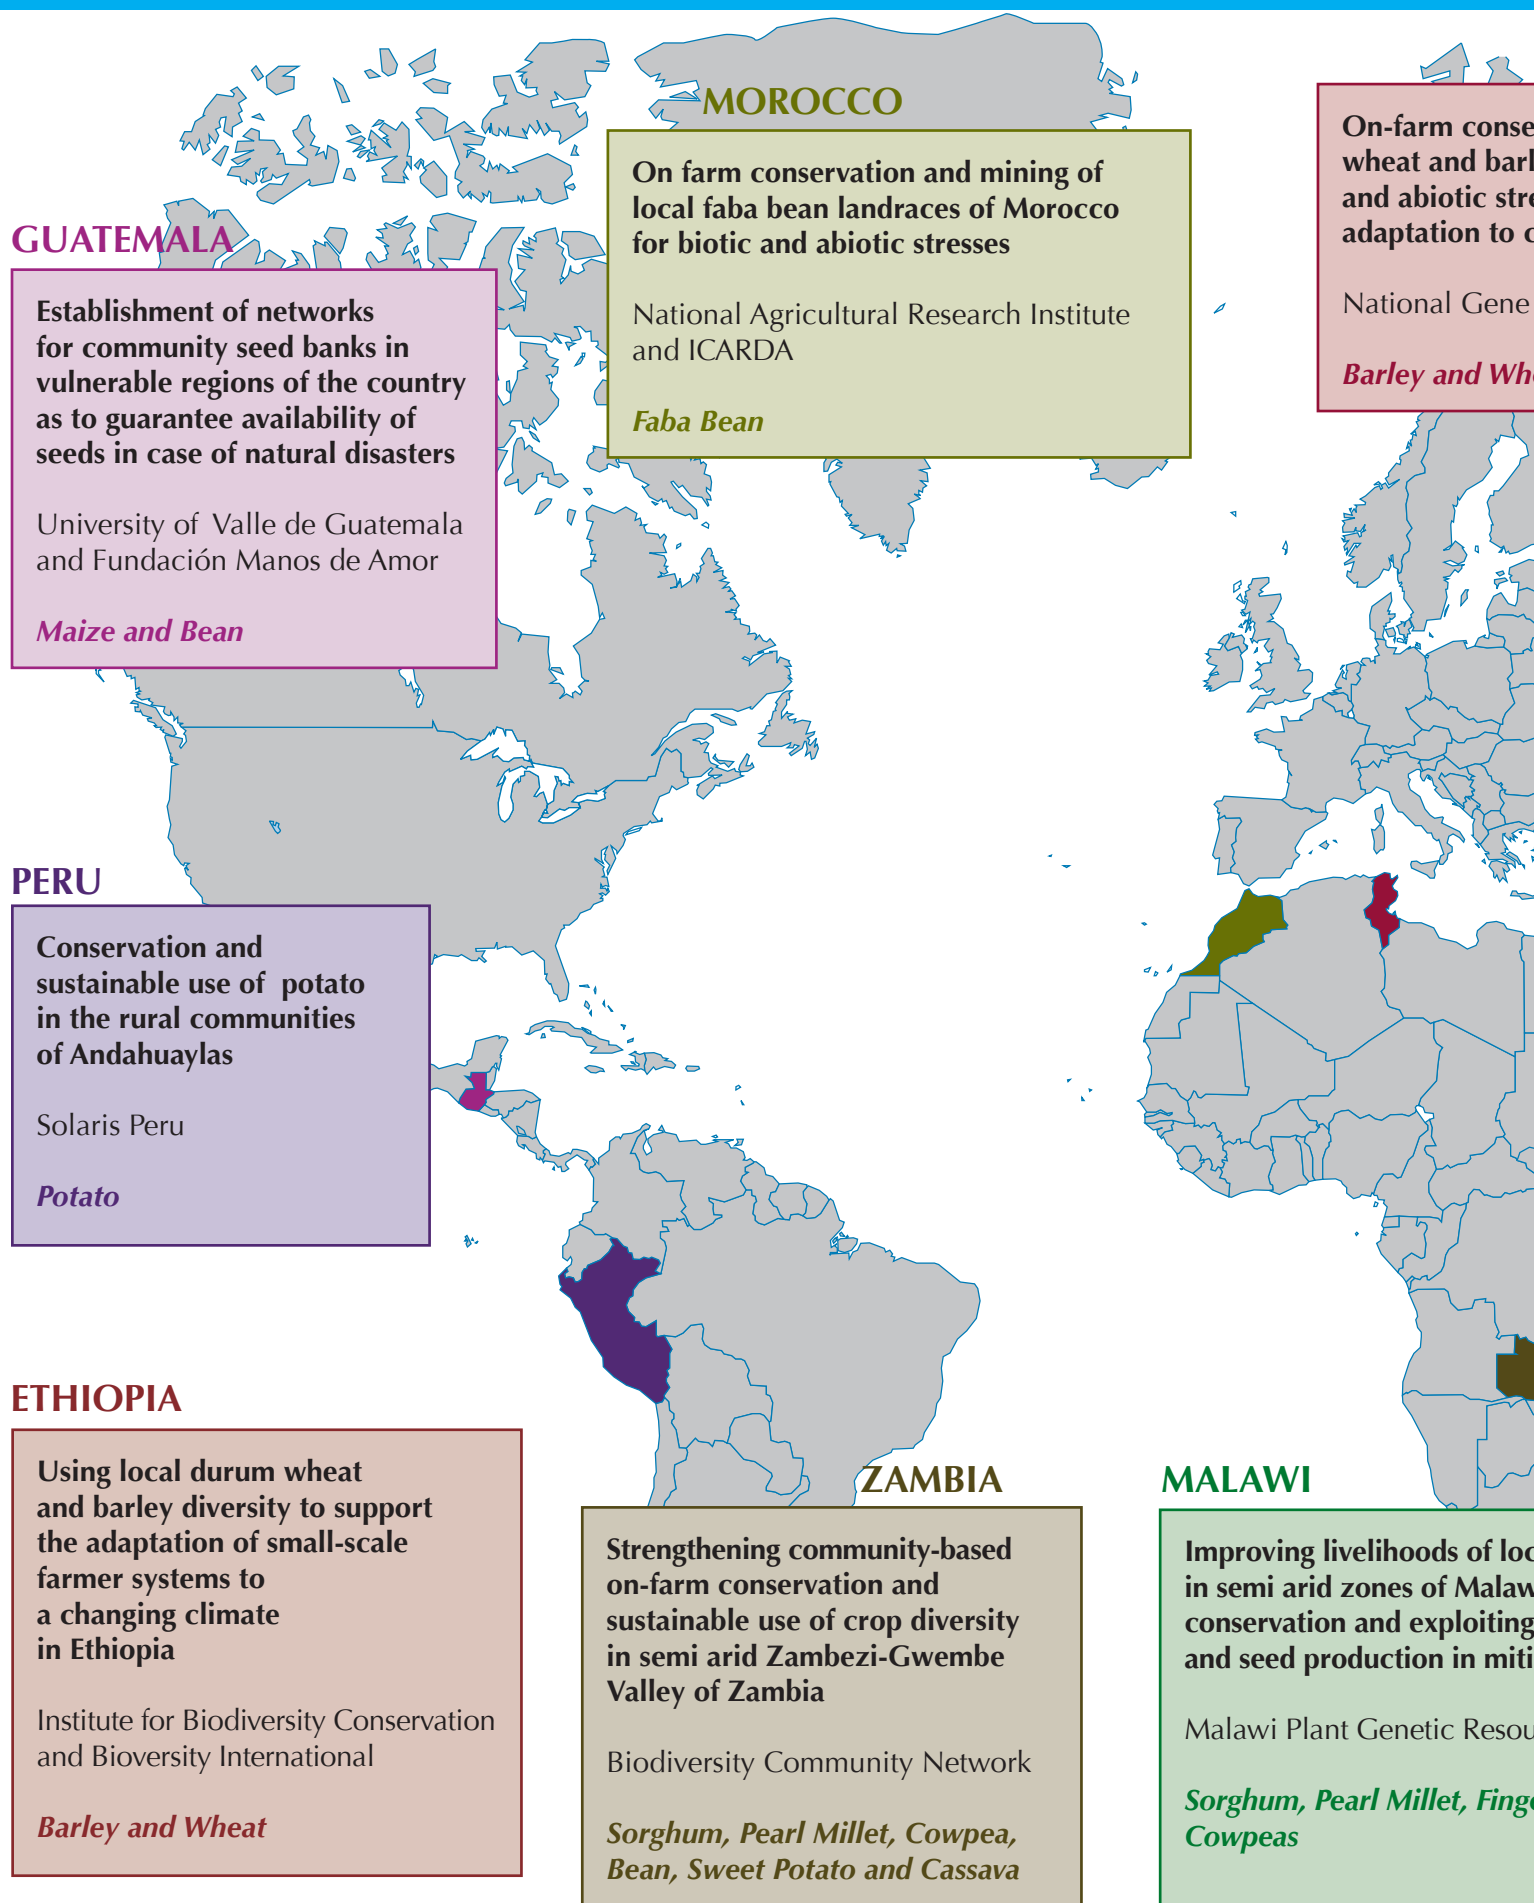 MOROCCO
On farm conservation and mining of
local faba bean landraces of Morocco
for biotic and abiotic stresses
National Agricultural Research Institute
and ICARDA
Faba Bean
On-farm
wheat and
and abiotic
adaptation to
National Gene
Barley and
GUATEMALA
Establishment of networks
for community seed banks in
vulnerable regions of the country
as to guarantee availability of
seeds in case of natural disasters
University of Valle de Guatemala
and Fundación Manos de Amor
Maize and Bean
PERU
Conservation and
sustainable use of potato
in the rural communities
of Andahuaylas
Solaris Peru
Potato
ETHIOPIA
Using local durum wheat
and barley diversity to support
the adaptation of small-scale
farmer systems to
a changing climate
in Ethiopia
Institute for Biodiversity Conservation
and Bioversity International
Barley and Wheat
ZAMBIA
Strengthening community-based
on-farm conservation and
sustainable use of crop diversity
in semi arid Zambezi-Gwembe
Valley of Zambia
Biodiversity Community Network
Sorghum, Pearl Millet, Cowpea,
Bean, Sweet Potato and Cassava
MALAWI
Improving livelihoods of
in semi arid zones of
conservation and exploiting
and seed production in
Malawi Plant Genetic
Sorghum, Pearl Millet,
Cowpeas